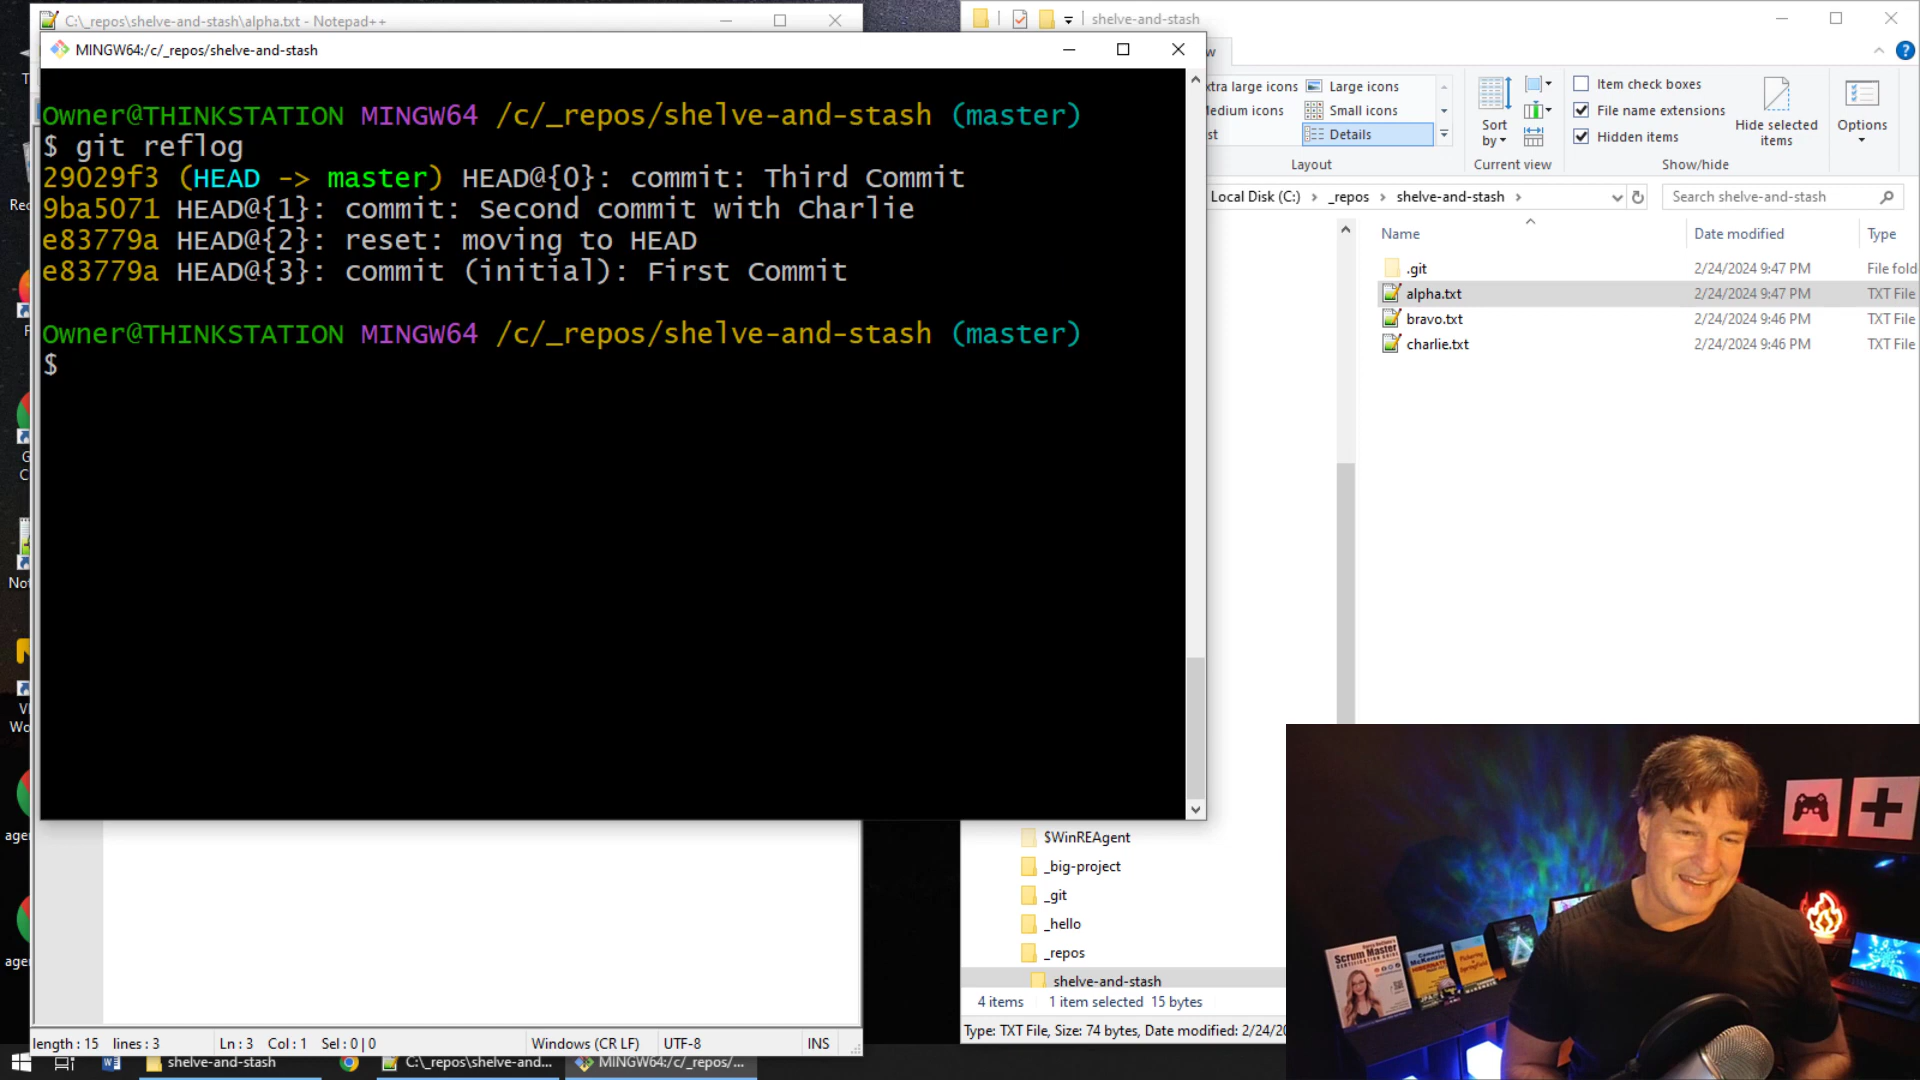 C:\_repos\shelve-and-stash\alpha.txt - Notepad++
shelve-and-stash
MINGW64:/c/_repos/shelve-and-stash
Owner@THINKSTATION MINGW64 /c/_repos/shelve-and-stash (master)
$ git reflog
29029f3 (HEAD -> master) HEAD@{0}: commit: Third Commit
9ba5071 HEAD@{1}: commit: Second commit with Charlie
e83779a HEAD@{2}: reset: moving to HEAD
e83779a HEAD@{3}: commit (initial): First Commit
Owner@THINKSTATION MINGW64 /c/_repos/shelve-and-stash (master)
$
Large icons
Small icons
Details
Layout
Sort
by
Current view
Item check boxes
File name extensions
Hidden items
Hide selected
items
Show/hide
Options
Local Disk (C:) > _repos > shelve-and-stash >
Search shelve-and-stash
Name Date modified Type
.git 2/24/2024 9:47 PM File fold
alpha.txt 2/24/2024 9:47 PM TXT File
bravo.txt 2/24/2024 9:46 PM TXT File
charlie.txt 2/24/2024 9:46 PM TXT File
$WinREAgent
_big-project
_git
_hello
_repos
shelve-and-stash
4 items 1 item selected 15 bytes
Type: TXT File, Size: 74 bytes, Date modified: 2/24/20
Scrum Master
length : 15 lines : 3 Ln : 3 Col : 1 Sel : 0 | 0 Windows (CR LF) UTF-8 INS
shelve-and-stash
C:\_repos\shelve-and...
MINGW64:/c/_repos/...